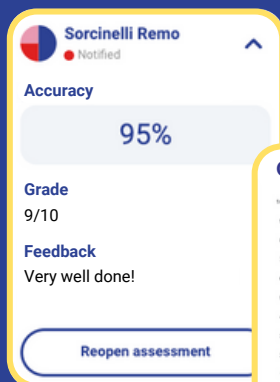 Sorcinelli Remo
Notified
Accuracy
95%
Grade
9/10
Feedback
Very well done!
Reopen assessment